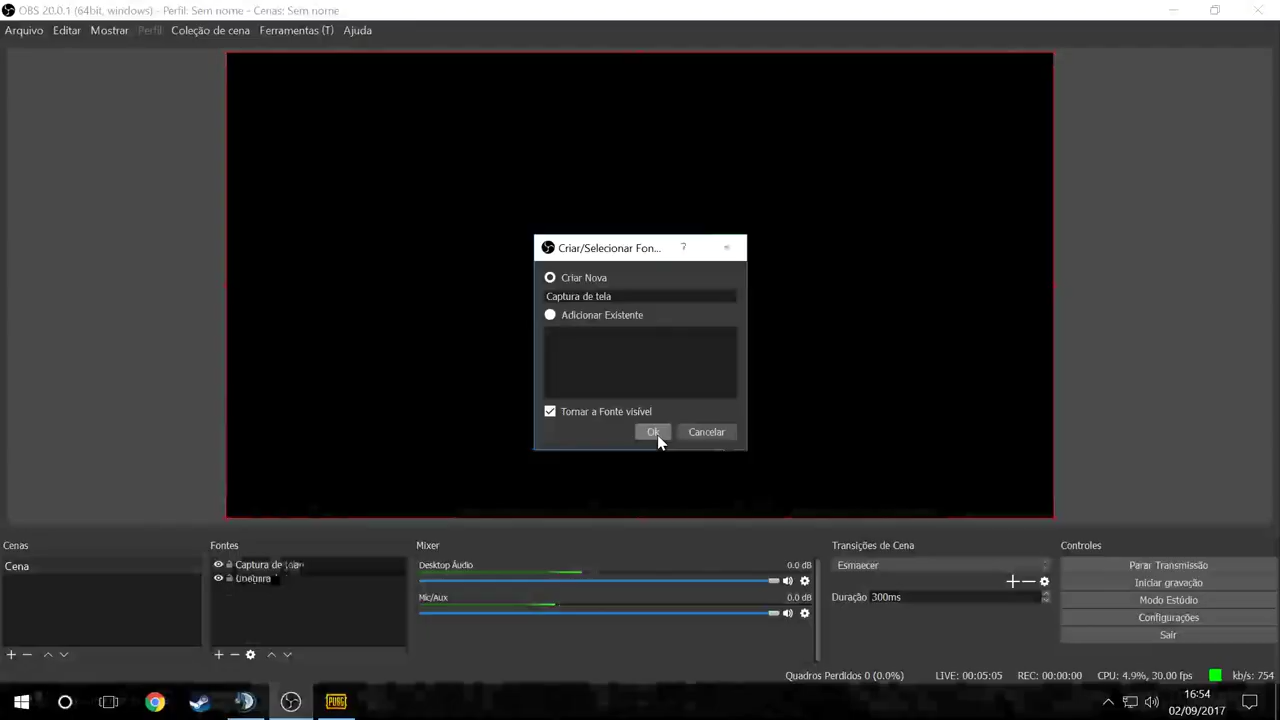 OBS 20.0.1 (64bit, windows) - Perfil: Sem nome - Cenas: Sem nome
Arquivo Editar Mostrar Perfil Coleção de cena Ferramentas (T) Ajuda
Criar/Selecionar Fon... ?
Criar Nova
Captura de tela
Adicionar Existente
Tornar a Fonte visível
Ok Cancelar
Cenas
Cena
Fontes
Captura de
Mixer
Desktop Áudio 0.0 dB
Mic/Aux 0.0 dB
Transições de Cena
Esmaecer
Duração 300ms
Controles
Parar Transmissão
Iniciar gravação
Modo Estúdio
Configurações
Sair
Quadros Perdidos 0 (0.0%) LIVE: 00:05:05 REC: 00:00:00 CPU: 4.9%, 30.00 fps kb/s: 754
PUBG
16:54
02/09/2017